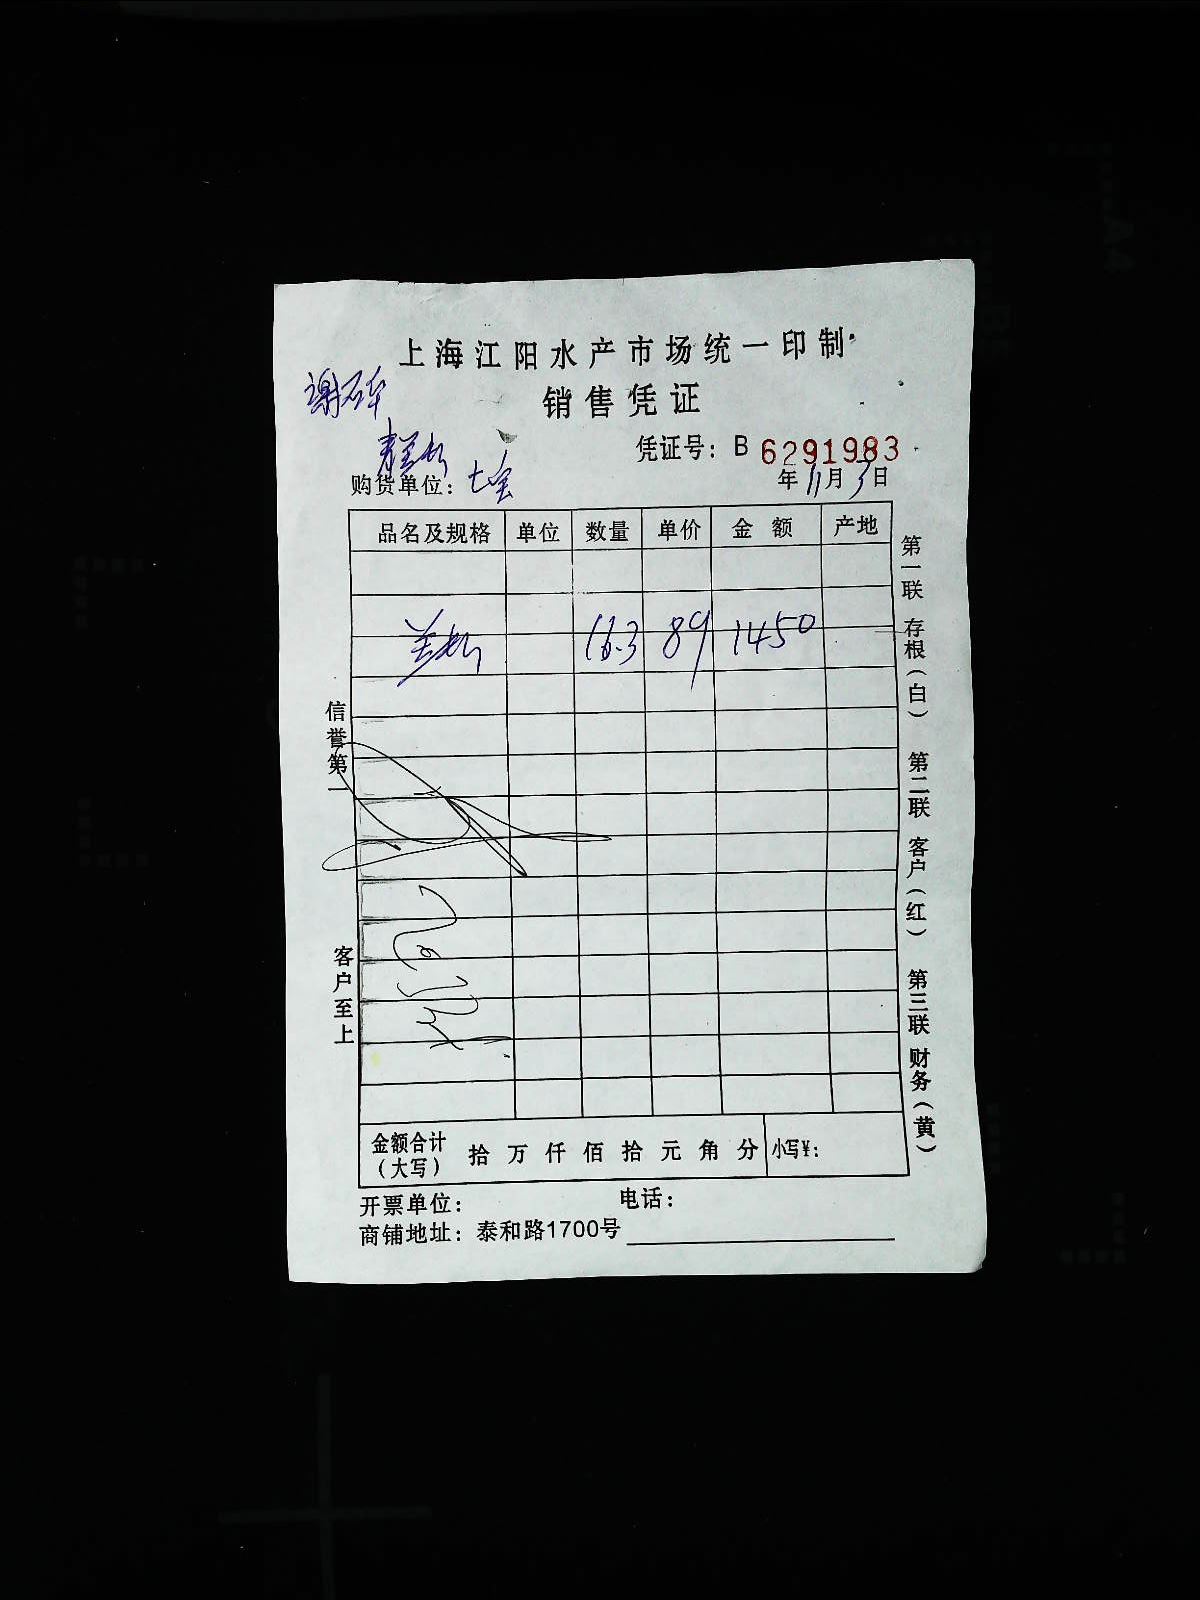 上海江阳水产市场统一印制
销售凭证
凭证号：B 6291983
购货单位：
年11月3日
品名及规格 单位 数量 单价 金额 产地
16.3 89 1450
金额合计（大写） 拾 万 仟 佰 拾 元 角 分 小写¥：
开票单位： 电话：
商铺地址：泰和路1700号
信誉第一
客户至上
第一联 存根（白）
第二联 客户（红）
第三联 财务（黄）